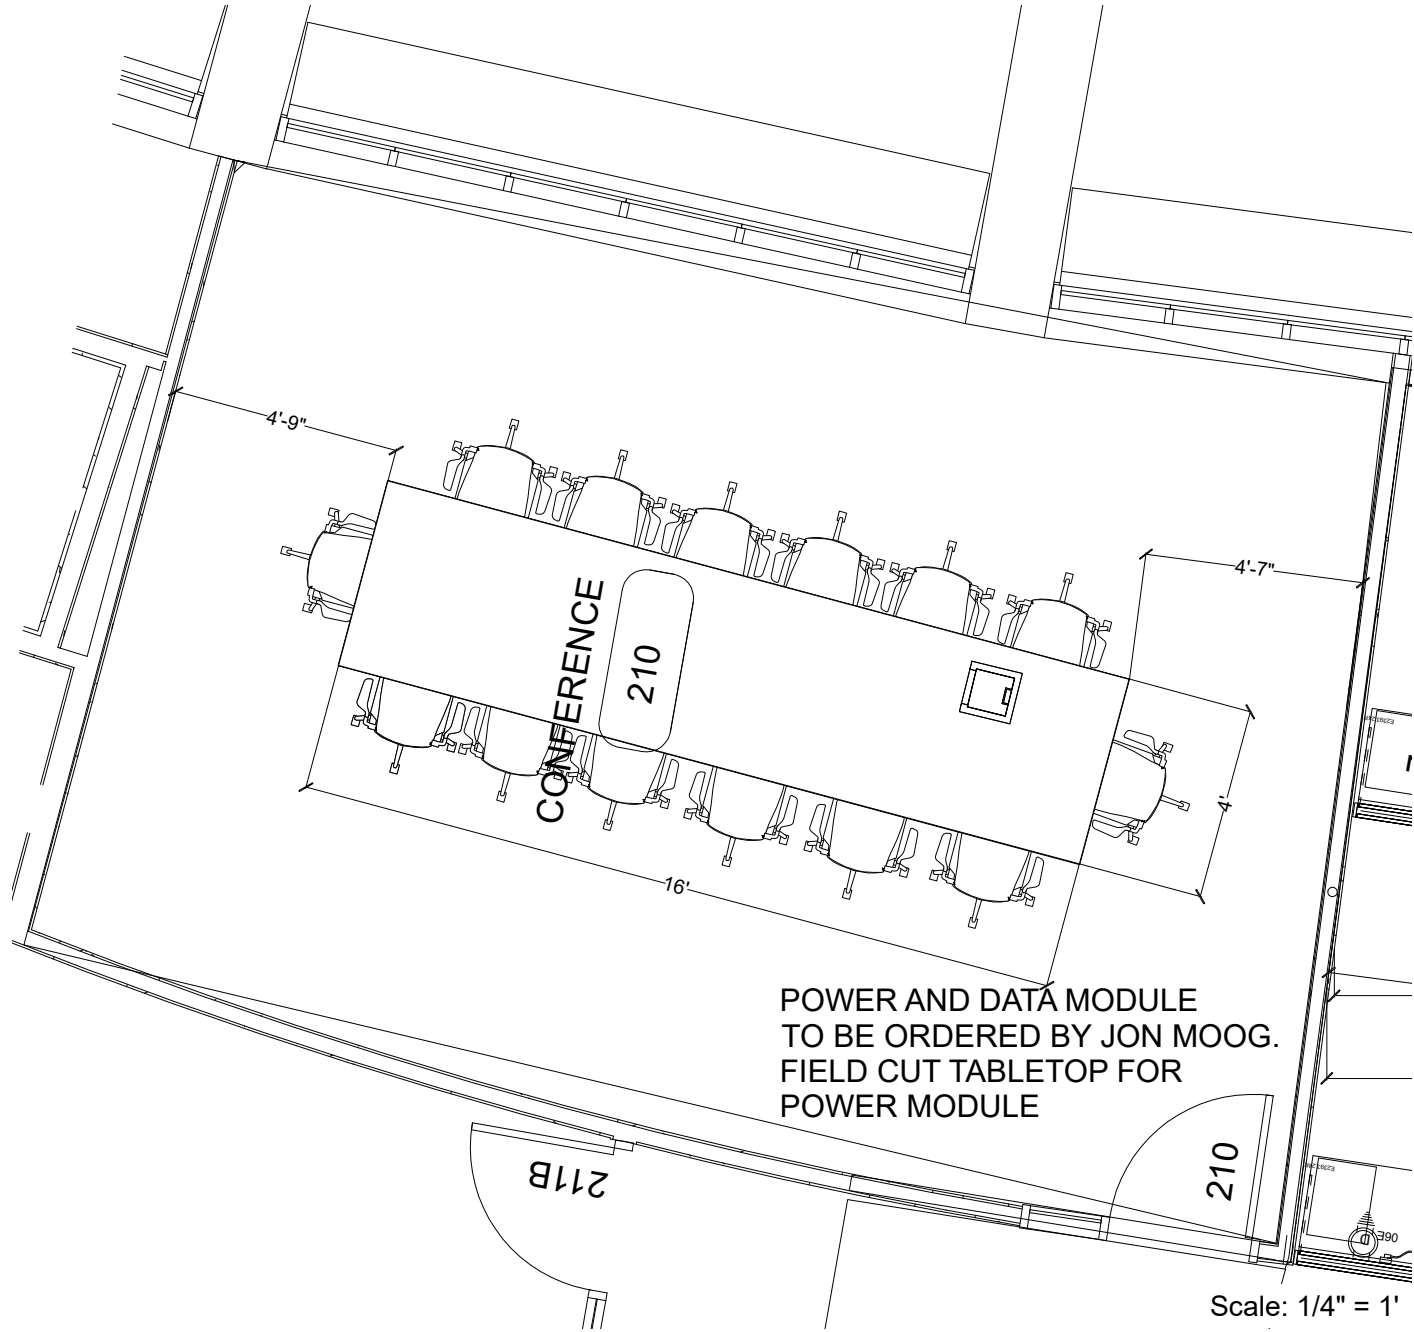 4'-9"
4'-7"
CONFERENCE
210
4'
16'
POWER AND DATA MODULE
TO BE ORDERED BY JON MOOG.
FIELD CUT TABLETOP FOR
POWER MODULE
211B
210
Scale: 1/4" = 1'